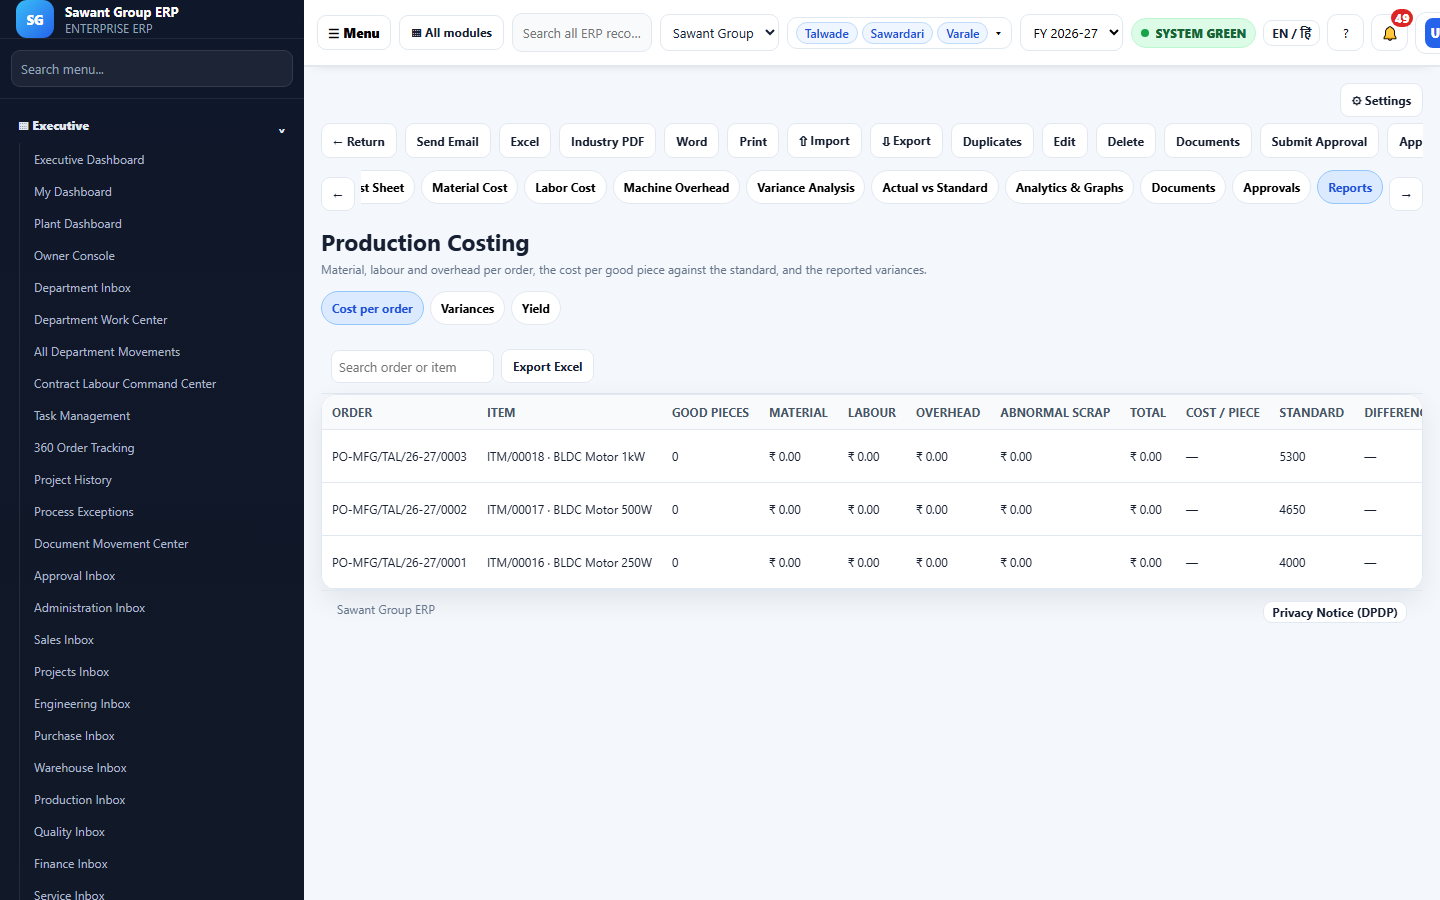 SG
Sawant Group ERP
ENTERPRISE ERP
Search menu...
Executive
Executive Dashboard
My Dashboard
Plant Dashboard
Owner Console
Department Inbox
Department Work Center
All Department Movements
Contract Labour Command Center
Task Management
360 Order Tracking
Project History
Process Exceptions
Document Movement Center
Approval Inbox
Administration Inbox
Sales Inbox
Projects Inbox
Engineering Inbox
Purchase Inbox
Warehouse Inbox
Production Inbox
Quality Inbox
Finance Inbox
Service Inbox
☰ Menu All modules Search all ERP reco... Sawant Group Talwade Sawardari Varale FY 2026-27 SYSTEM GREEN EN / हिं ? 49 U
⚙ Settings
← Return Send Email Excel Industry PDF Word Print ⇧ Import ⇩ Export Duplicates Edit Delete Documents Submit Approval App
← st Sheet Material Cost Labor Cost Machine Overhead Variance Analysis Actual vs Standard Analytics & Graphs Documents Approvals Reports →
Production Costing
Material, labour and overhead per order, the cost per good piece against the standard, and the reported variances.
Cost per order Variances Yield
Search order or item Export Excel
ORDER ITEM GOOD PIECES MATERIAL LABOUR OVERHEAD ABNORMAL SCRAP TOTAL COST / PIECE STANDARD DIFFERENC
PO-MFG/TAL/26-27/0003 ITM/00018 · BLDC Motor 1kW 0 ₹ 0.00 ₹ 0.00 ₹ 0.00 ₹ 0.00 ₹ 0.00 — 5300 —
PO-MFG/TAL/26-27/0002 ITM/00017 · BLDC Motor 500W 0 ₹ 0.00 ₹ 0.00 ₹ 0.00 ₹ 0.00 ₹ 0.00 — 4650 —
PO-MFG/TAL/26-27/0001 ITM/00016 · BLDC Motor 250W 0 ₹ 0.00 ₹ 0.00 ₹ 0.00 ₹ 0.00 ₹ 0.00 — 4000 —
Sawant Group ERP Privacy Notice (DPDP)